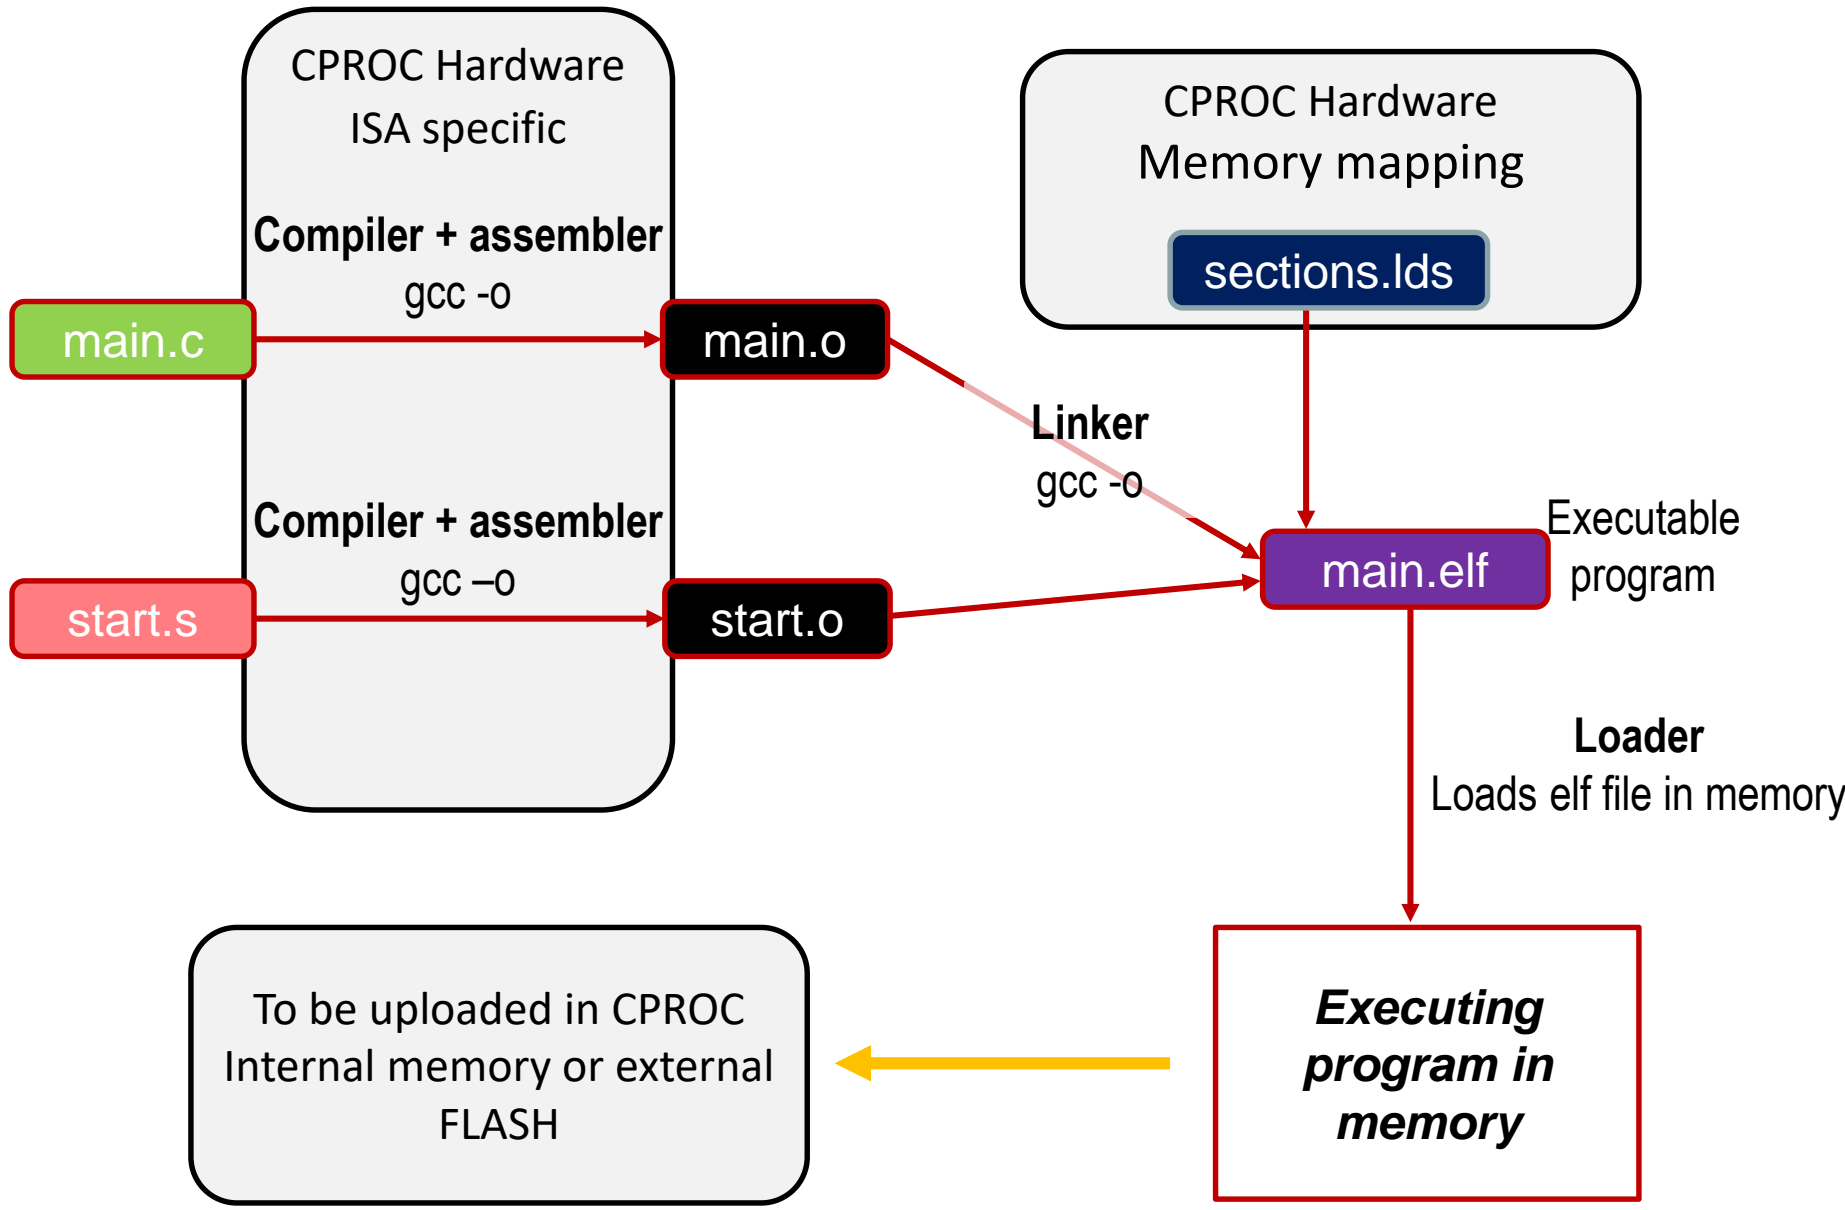 CPROC Hardware
ISA specific
Compiler + assembler
gcc -o
main.c
main.o
Compiler + assembler
gcc –o
start.s
start.o
CPROC Hardware
Memory mapping
sections.lds
Linker
gcc -o
main.elf
Executable
program
Loader
Loads elf file in memory
Executing
program in
memory
To be uploaded in CPROC
Internal memory or external
FLASH